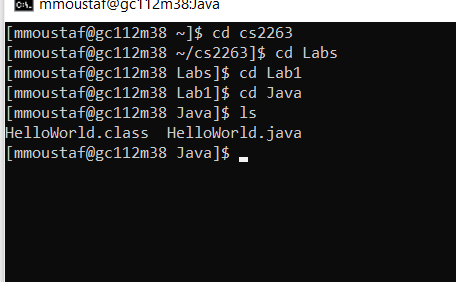 mmoustaf@gc112m38:Java
[mmoustaf@gc112m38 ~]$ cd cs2263
[mmoustaf@gc112m38 ~/cs2263]$ cd Labs
[mmoustaf@gc112m38 Labs]$ cd Lab1
[mmoustaf@gc112m38 Lab1]$ cd Java
[mmoustaf@gc112m38 Java]$ ls
HelloWorld.class  HelloWorld.java
[mmoustaf@gc112m38 Java]$